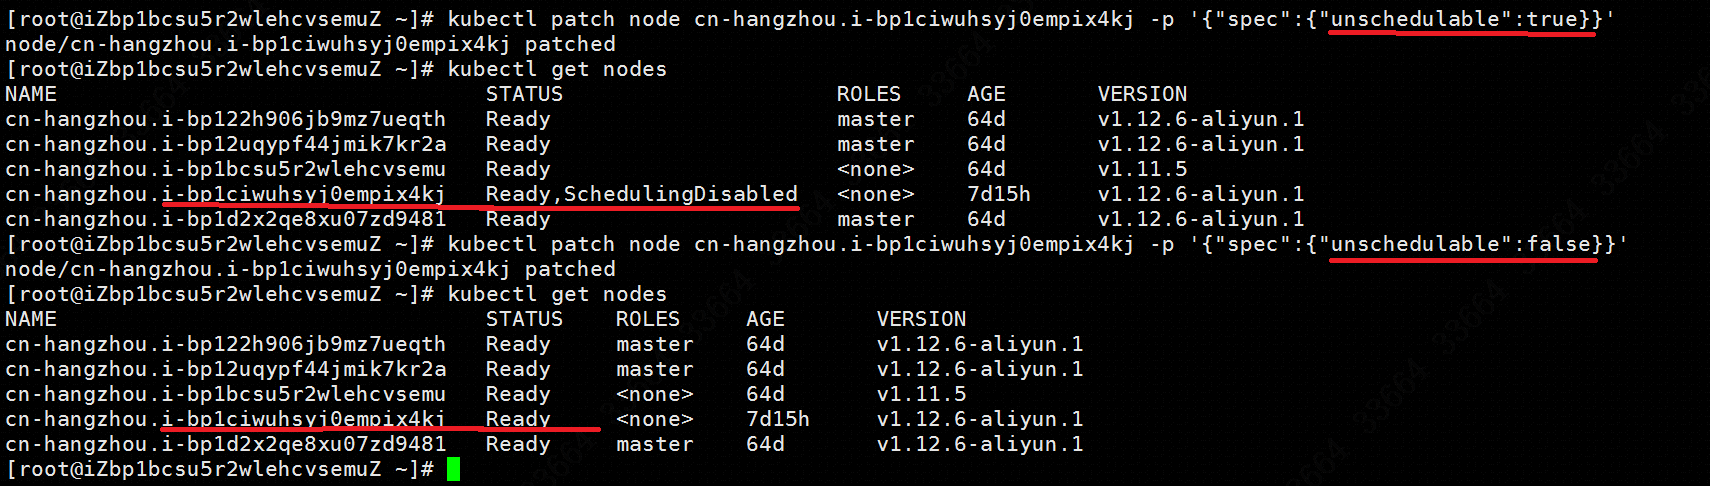 [root@iZbp1bcsu5r2wlehcvsemuZ ~]# kubectl patch node cn-hangzhou.i-bp1ciwuhsyj0empix4kj -p '{"spec":{"unschedulable":true}}'
node/cn-hangzhou.i-bp1ciwuhsyj0empix4kj patched
[root@iZbp1bcsu5r2wlehcvsemuZ ~]# kubectl get nodes
NAME STATUS ROLES AGE VERSION
cn-hangzhou.i-bp122h906jb9mz7ueqth Ready master 64d v1.12.6-aliyun.1
cn-hangzhou.i-bp12uqypf44jmik7kr2a Ready master 64d v1.12.6-aliyun.1
cn-hangzhou.i-bp1bcsu5r2wlehcvsemu Ready <none> 64d v1.11.5
cn-hangzhou.i-bp1ciwuhsyj0empix4kj Ready,SchedulingDisabled <none> 7d15h v1.12.6-aliyun.1
cn-hangzhou.i-bp1d2x2qe8xu07zd9481 Ready master 64d v1.12.6-aliyun.1
[root@iZbp1bcsu5r2wlehcvsemuZ ~]# kubectl patch node cn-hangzhou.i-bp1ciwuhsyj0empix4kj -p '{"spec":{"unschedulable":false}}'
node/cn-hangzhou.i-bp1ciwuhsyj0empix4kj patched
[root@iZbp1bcsu5r2wlehcvsemuZ ~]# kubectl get nodes
NAME STATUS ROLES AGE VERSION
cn-hangzhou.i-bp122h906jb9mz7ueqth Ready master 64d v1.12.6-aliyun.1
cn-hangzhou.i-bp12uqypf44jmik7kr2a Ready master 64d v1.12.6-aliyun.1
cn-hangzhou.i-bp1bcsu5r2wlehcvsemu Ready <none> 64d v1.11.5
cn-hangzhou.i-bp1ciwuhsyj0empix4kj Ready <none> 7d15h v1.12.6-aliyun.1
cn-hangzhou.i-bp1d2x2qe8xu07zd9481 Ready master 64d v1.12.6-aliyun.1
[root@iZbp1bcsu5r2wlehcvsemuZ ~]#